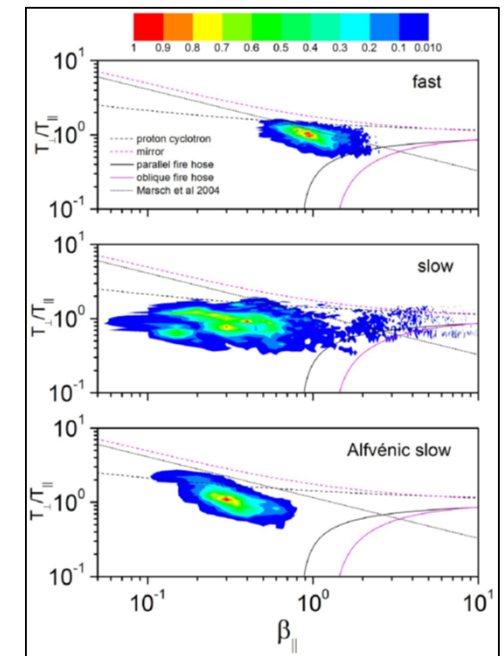 1 0.9 0.8 0.7 0.6 0.5 0.4 0.3 0.2 0.1 0.010
10¹
fast
T⊥/T∥
10⁰
proton cyclotron
mirror
parallel fire hose
oblique fire hose
Marsch et al 2004
10⁻¹
10¹
slow
T⊥/T∥
10⁰
10⁻¹
10¹
Alfvénic slow
T⊥/T∥
10⁰
10⁻¹
10⁻¹ 10⁰ 10¹
β∥